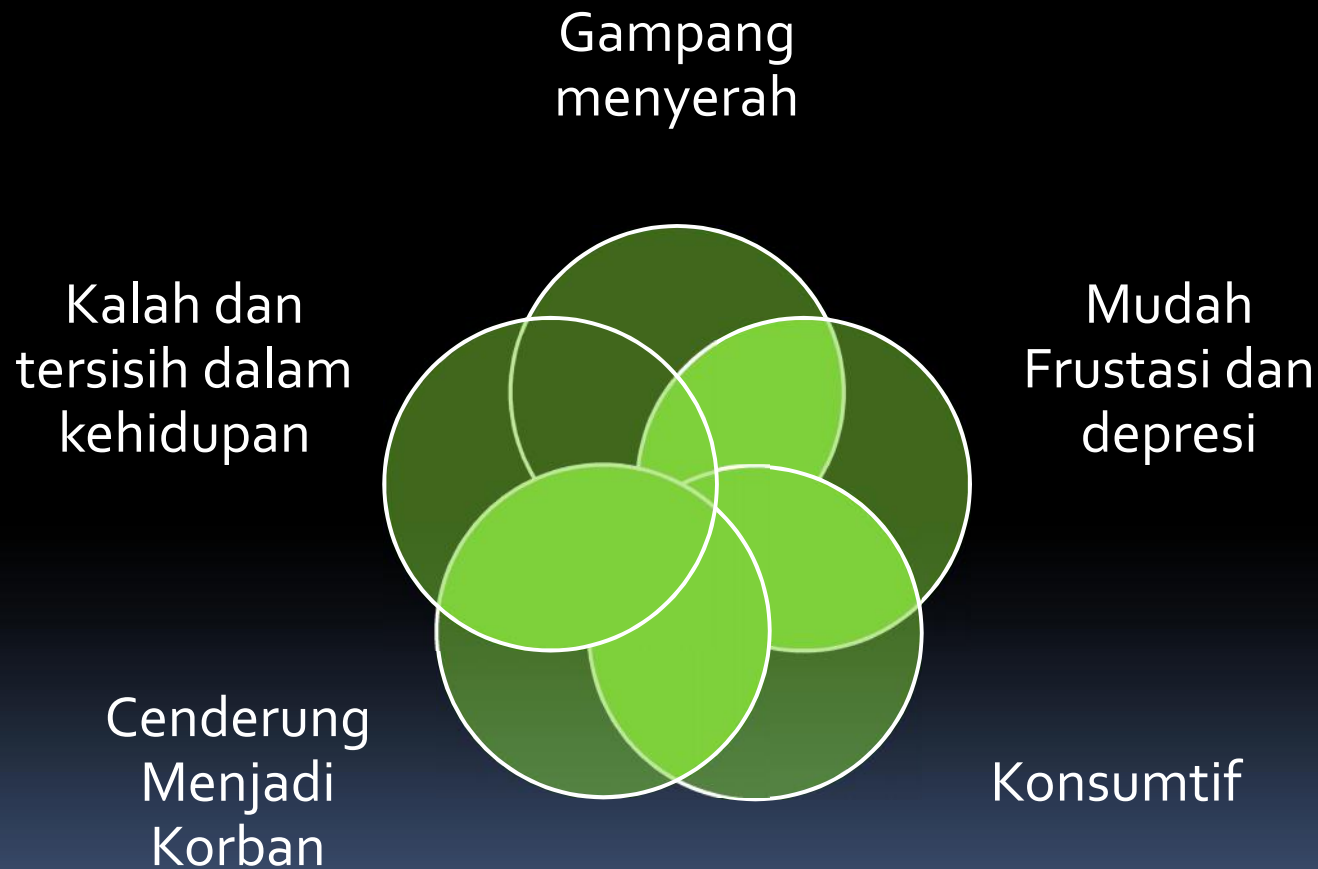 Gampang
menyerah
Mudah
Frustasi dan
depresi
Konsumtif
Cenderung
Menjadi
Korban
Kalah dan
tersisih dalam
kehidupan